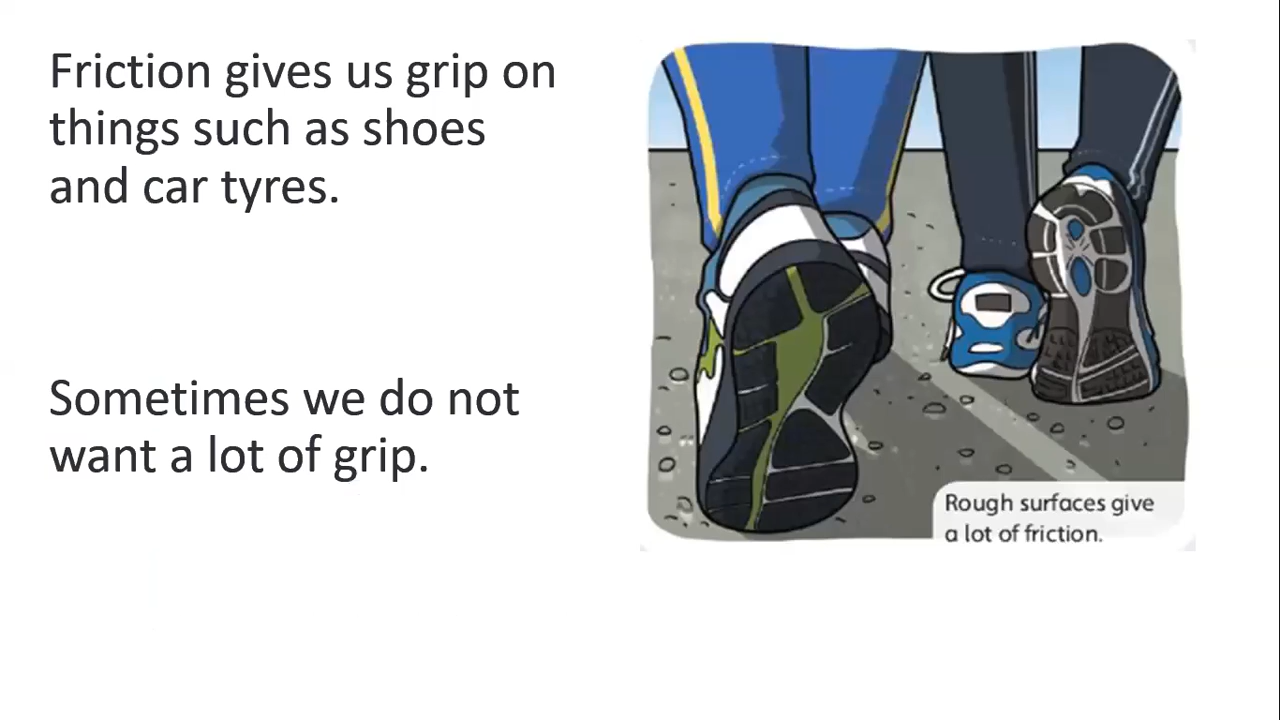 Friction gives us grip on
things such as shoes
and car tyres.
Sometimes we do not
want a lot of grip.
Rough surfaces give
a lot of friction.